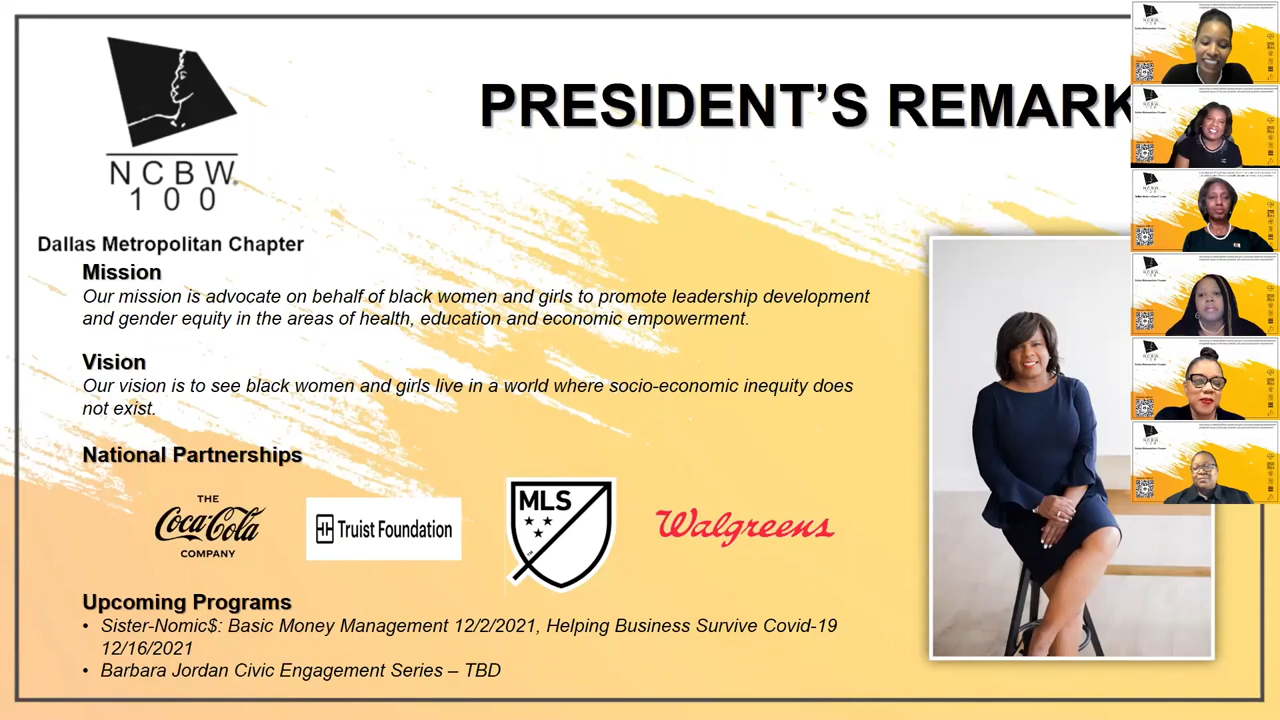 PRESIDENT'S REMARK
NCBW
100
Dallas Metropolitan Chapter
Mission
Our mission is advocate on behalf of black women and girls to promote leadership development
and gender equity in the areas of health, education and economic empowerment.
Vision
Our vision is to see black women and girls live in a world where socio-economic inequity does
not exist.
National Partnerships
THE
Coca-Cola
COMPANY
Truist Foundation
MLS
Walgreens
Upcoming Programs
• Sister-Nomic$: Basic Money Management 12/2/2021, Helping Business Survive Covid-19
12/16/2021
• Barbara Jordan Civic Engagement Series – TBD